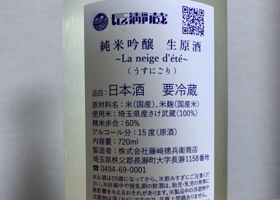 長瀞蔵
純米吟醸 生原酒
~La neige d'été~
(うすにごり)
品目:日本酒 要冷蔵
原材料:米(国産)、米麹(国産米)
使用米:埼玉県産さけ武蔵(100%)
精米歩合:60%
アルコール分:15度(原酒)
内容量:720ml
製造者:株式会社藤﨑摠兵衛商店
埼玉県秩父郡長瀞町大字長瀞1158
☎ 0494-69-0001